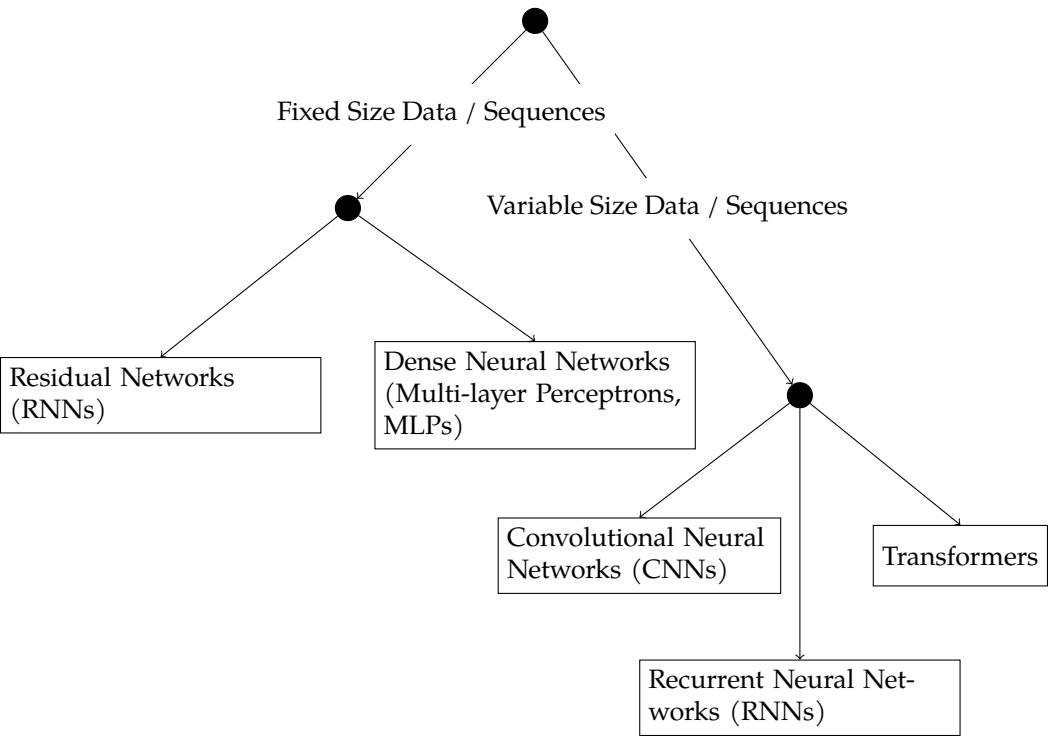 Fixed Size Data / Sequences
Variable Size Data / Sequences
Residual Networks
(RNNs)
Dense Neural Networks
(Multi-layer Perceptrons,
MLPs)
Convolutional Neural
Networks (CNNs)
Transformers
Recurrent Neural Net-
works (RNNs)